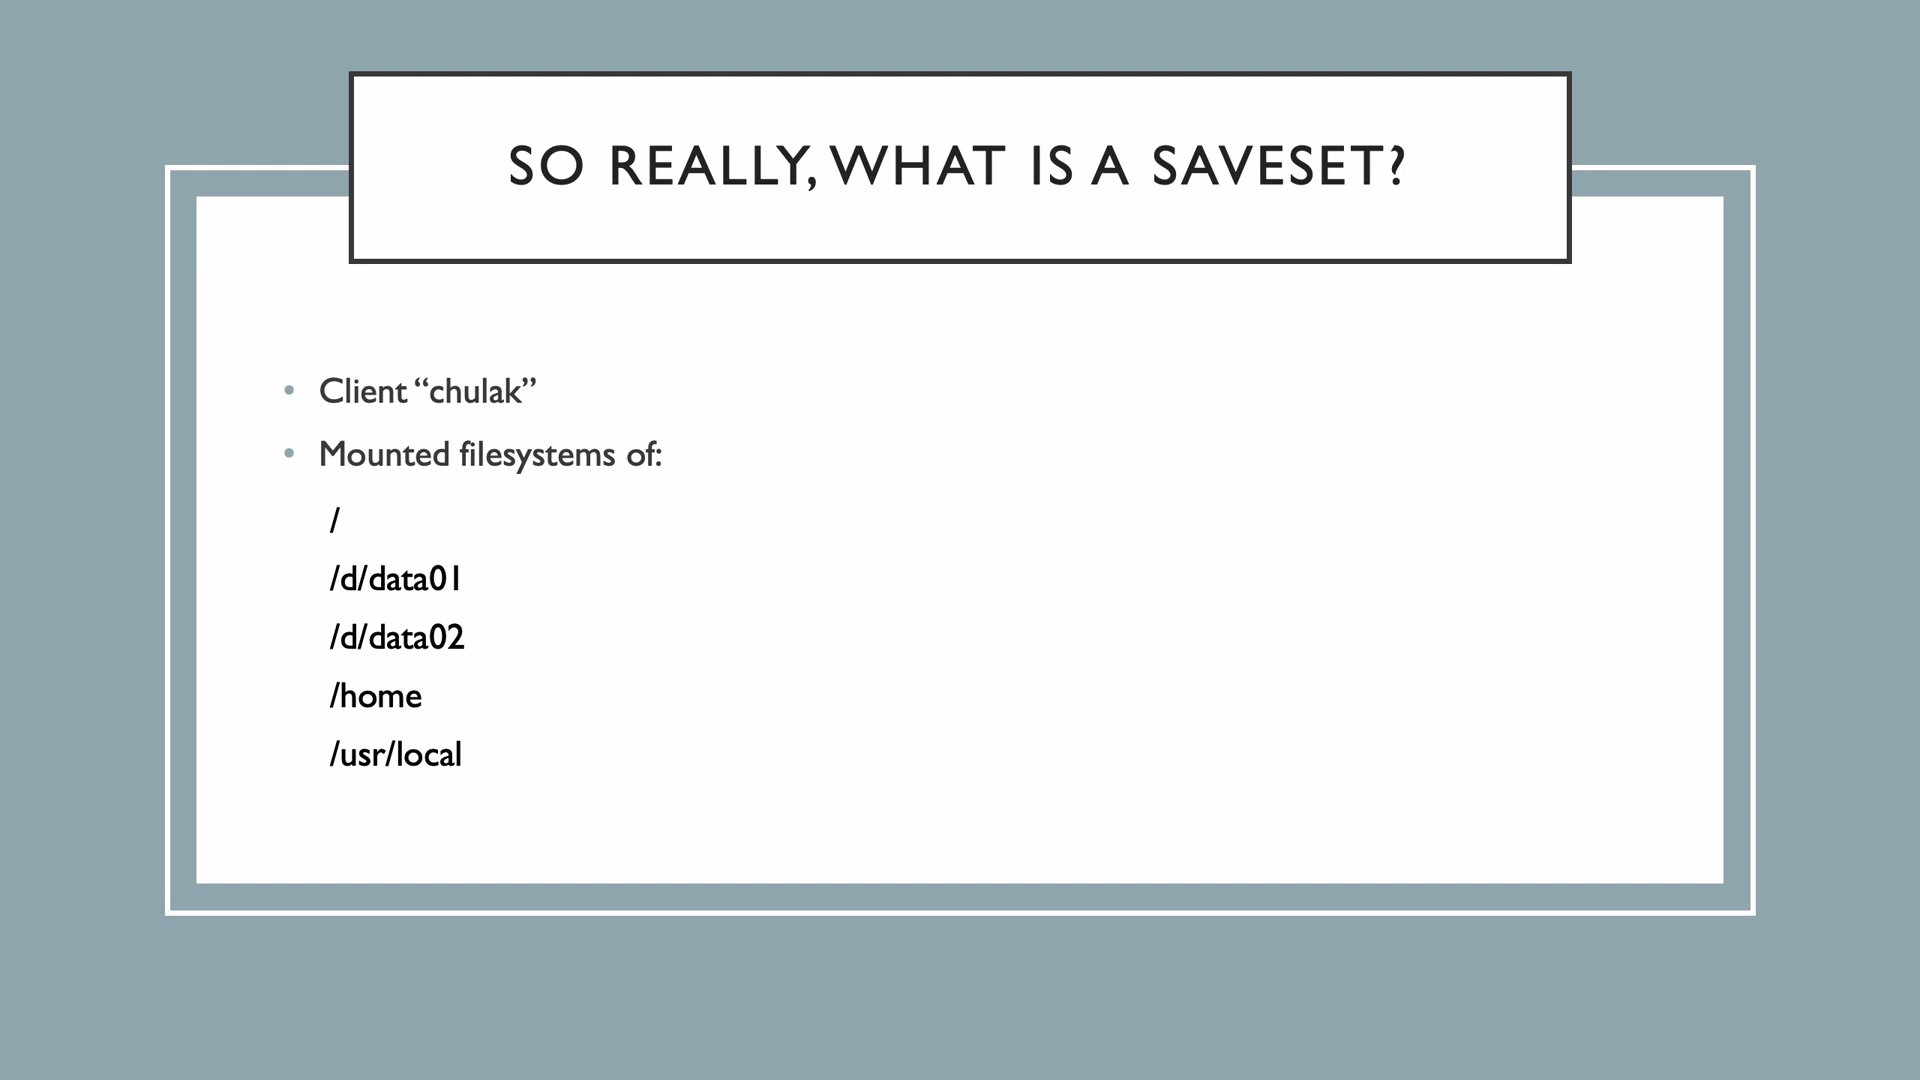 SO REALLY, WHAT IS A SAVESET?
• Client “chulak”
• Mounted filesystems of:
/
/d/data01
/d/data02
/home
/usr/local